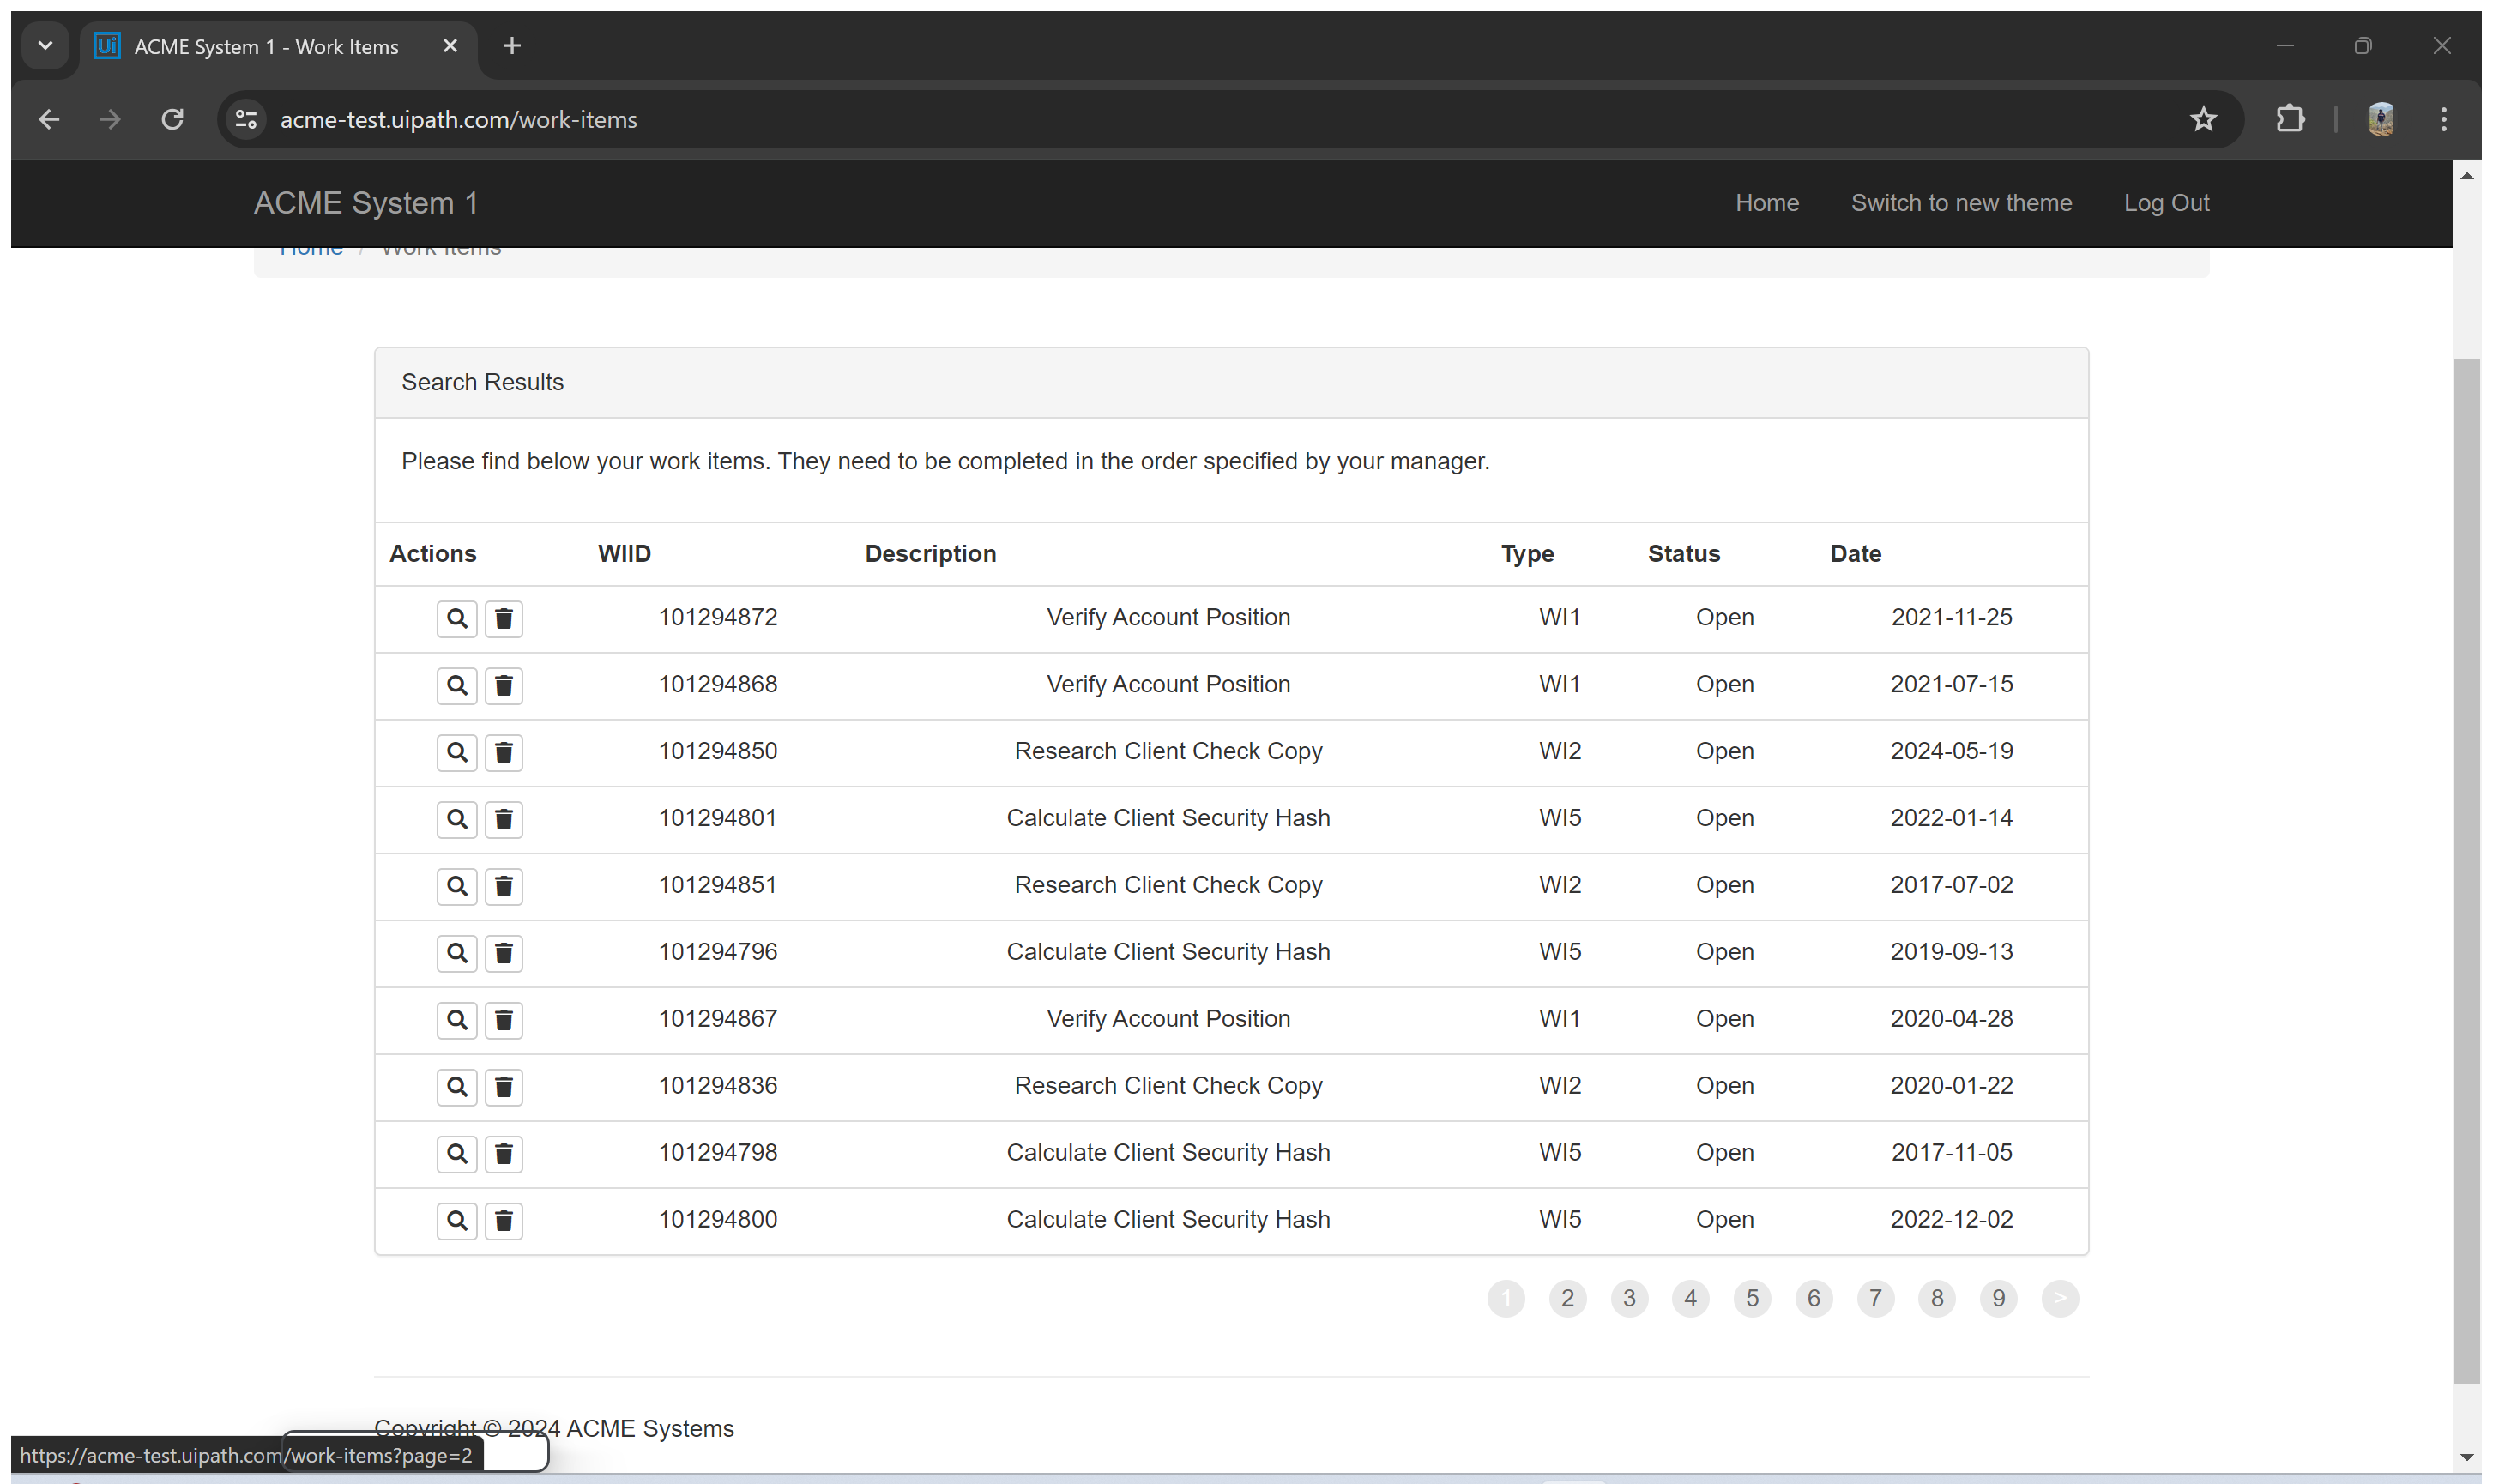 ACME System 1 - Work Items
acme-test.uipath.com/work-items
ACME System 1 Home Switch to new theme Log Out
Home / Work Items
Search Results
Please find below your work items. They need to be completed in the order specified by your manager.
Actions WIID Description Type Status Date
101294872 Verify Account Position WI1 Open 2021-11-25
101294868 Verify Account Position WI1 Open 2021-07-15
101294850 Research Client Check Copy WI2 Open 2024-05-19
101294801 Calculate Client Security Hash WI5 Open 2022-01-14
101294851 Research Client Check Copy WI2 Open 2017-07-02
101294796 Calculate Client Security Hash WI5 Open 2019-09-13
101294867 Verify Account Position WI1 Open 2020-04-28
101294836 Research Client Check Copy WI2 Open 2020-01-22
101294798 Calculate Client Security Hash WI5 Open 2017-11-05
101294800 Calculate Client Security Hash WI5 Open 2022-12-02
1 2 3 4 5 6 7 8 9 >
Copyright © 2024 ACME Systems
https://acme-test.uipath.com/work-items?page=2